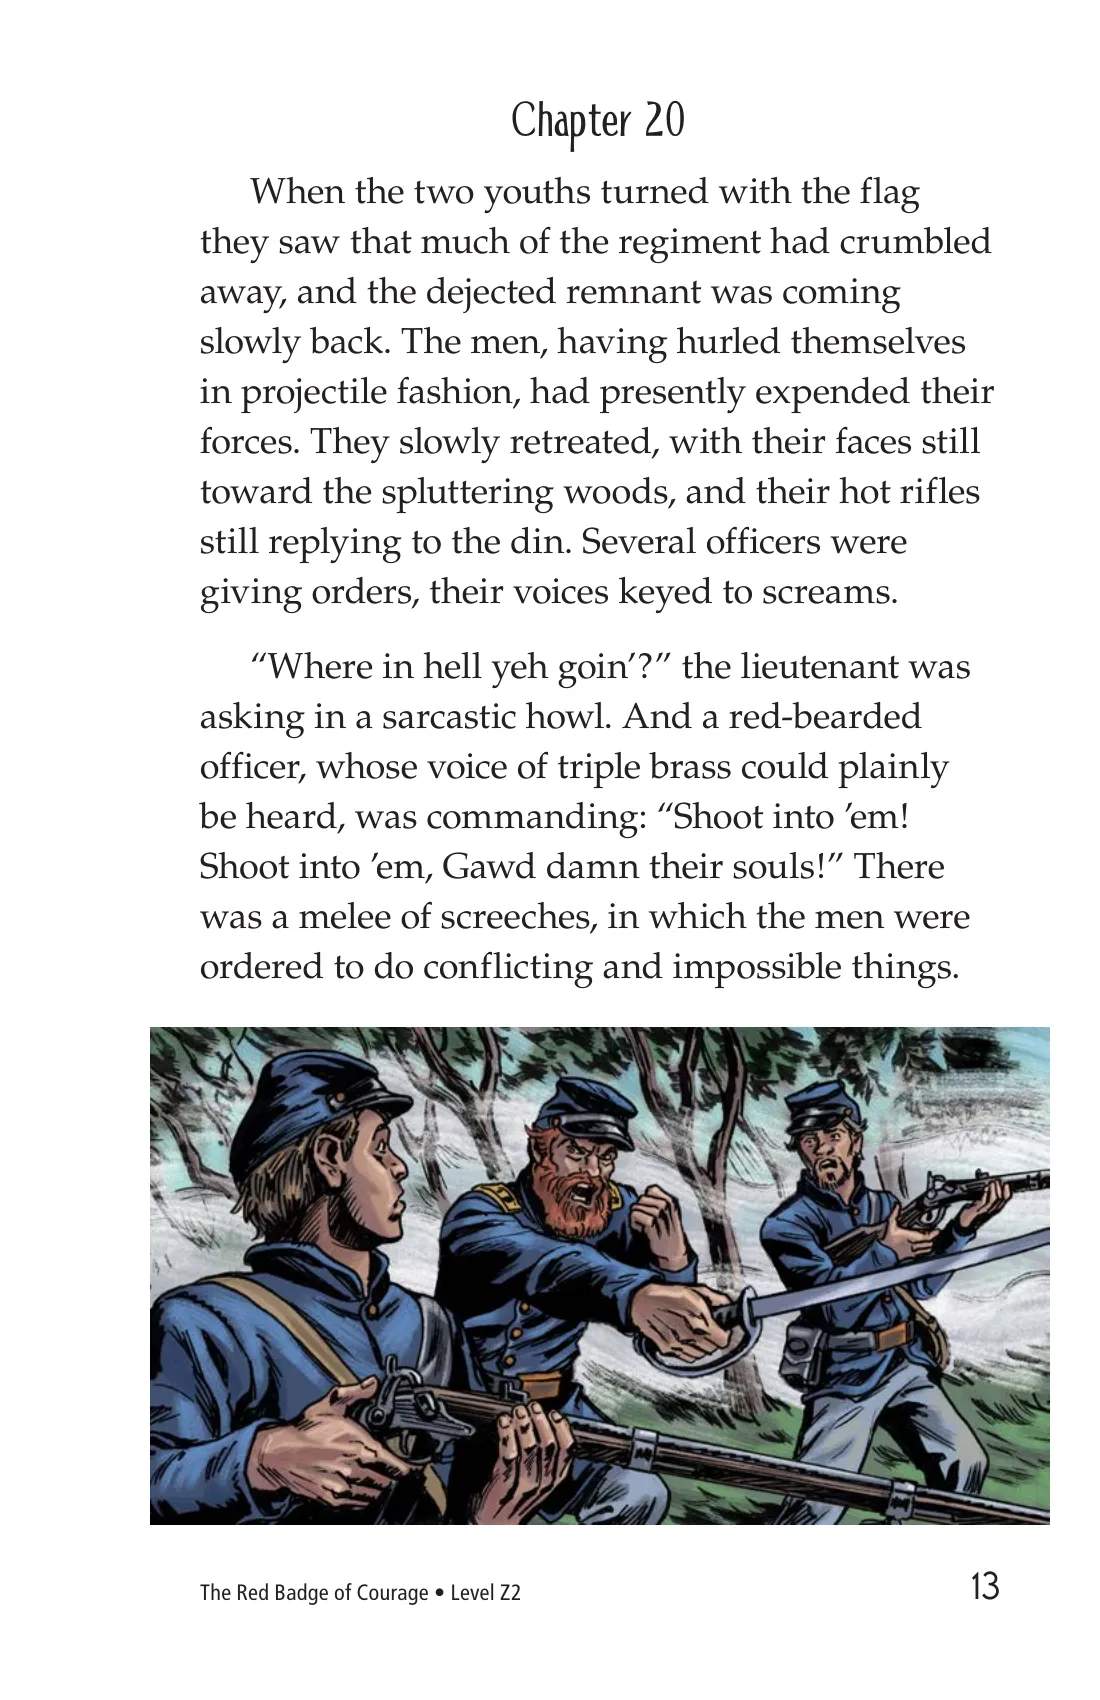 Chapter 20
When the two youths turned with the flag
they saw that much of the regiment had crumbled
away, and the dejected remnant was coming
slowly back. The men, having hurled themselves
in projectile fashion, had presently expended their
forces. They slowly retreated, with their faces still
toward the spluttering woods, and their hot rifles
still replying to the din. Several officers were
giving orders, their voices keyed to screams.
“Where in hell yeh goin’?” the lieutenant was
asking in a sarcastic howl. And a red-bearded
officer, whose voice of triple brass could plainly
be heard, was commanding: “Shoot into ’em!
Shoot into ’em, Gawd damn their souls!” There
was a melee of screeches, in which the men were
ordered to do conflicting and impossible things.
The Red Badge of Courage • Level Z2
13